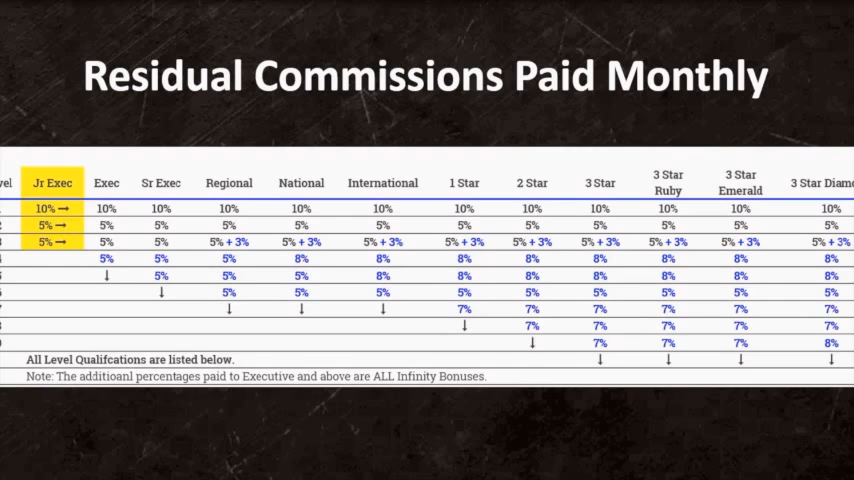 Residual Commissions Paid Monthly
Jr Exec Exec Sr Exec Regional National International 1 Star 2 Star 3 Star 3 Star Ruby 3 Star Emerald 3 Star
10% → 10% 10% 10% 10% 10% 10% 10% 10% 10% 10% 10%
5% → 5% 5% 5% 5% 5% 5% 5% 5% 5% 5% 5%
5% → 5% 5% 5% + 3% 5% + 3% 5% + 3% 5% + 3% 5% + 3% 5% + 3% 5% + 3% 5% + 3% 5% + 3%
5% 5% 5% 8% 8% 8% 8% 8% 8% 8% 8%
↓ 5% 5% 5% 8% 8% 8% 8% 8% 8% 8%
↓ 5% 5% 5% 5% 5% 5% 5% 5% 5%
↓ ↓ ↓ 7% 7% 7% 7% 7% 7%
↓ 7% 7% 7% 7% 7%
↓ 7% 7% 7% 8%
All Level Qualifcations are listed below. ↓ ↓ ↓ ↓
Note: The additioanl percentages paid to Executive and above are ALL Infinity Bonuses.